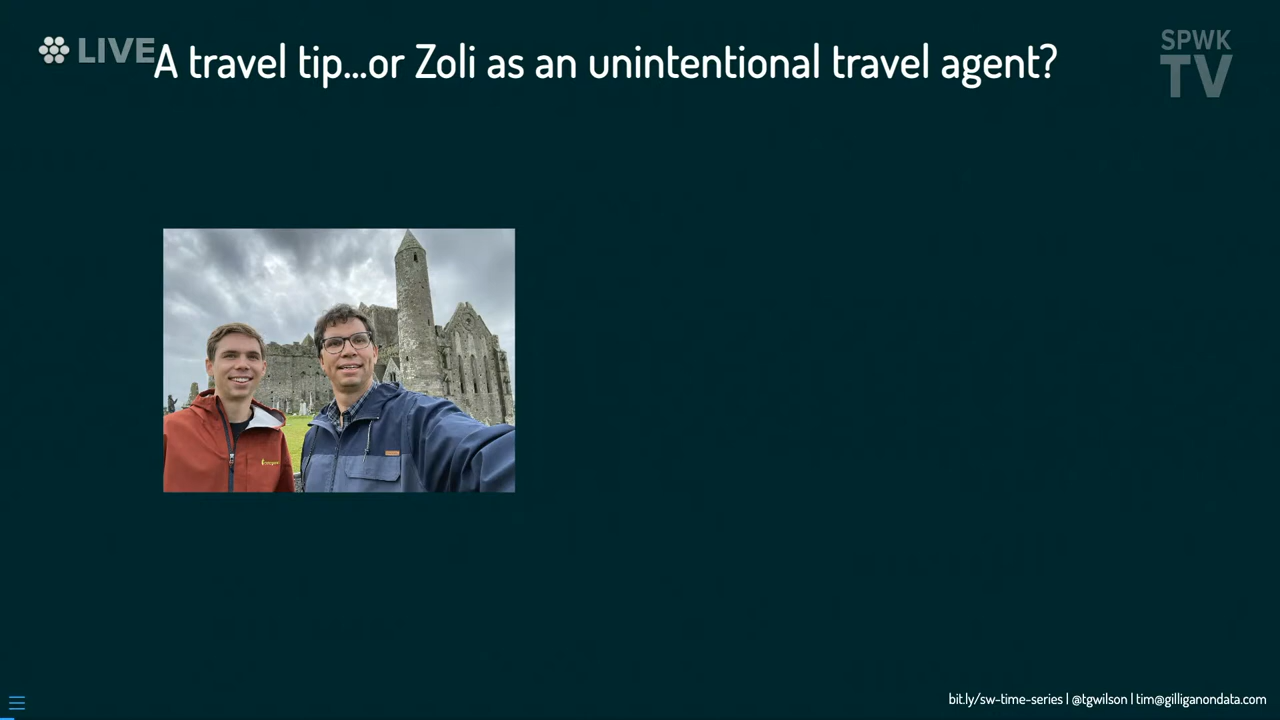 LIVE
A travel tip...or Zoli as an unintentional travel agent?
SPWK
TV
bit.ly/sw-time-series | @tgwilson | tim@gilliganondata.com